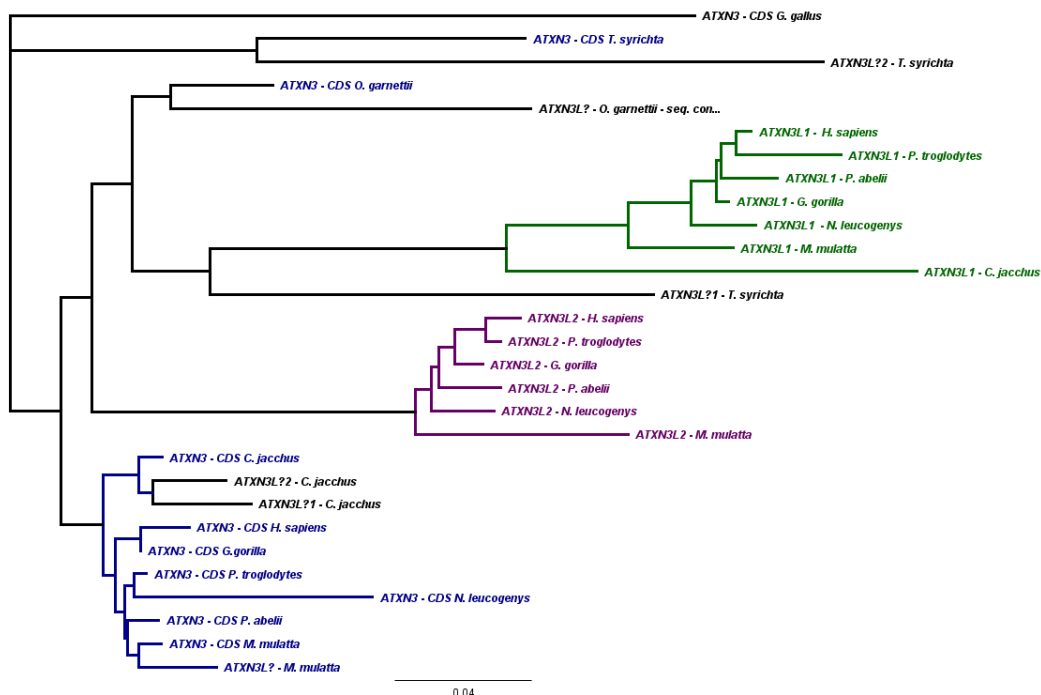 ATXN3 - CDS G. gallus
ATXN3 - CDS T. syrichta
ATXN3L?2 - T. syrichta
ATXN3 - CDS O. garnettii
ATXN3L? - O. garnettii - seq. con...
ATXN3L1 - H. sapiens
ATXN3L1 - P. troglodytes
ATXN3L1 - P. abelii
ATXN3L1 - G. gorilla
ATXN3L1 - N. leucogenys
ATXN3L1 - M. mulatta
ATXN3L1 - C. jacchus
ATXN3L?1 - T. syrichta
ATXN3L2 - H. sapiens
ATXN3L2 - P. troglodytes
ATXN3L2 - G. gorilla
ATXN3L2 - P. abelii
ATXN3L2 - N. leucogenys
ATXN3L2 - M. mulatta
ATXN3 - CDS C. jacchus
ATXN3L?2 - C. jacchus
ATXN3L?1 - C. jacchus
ATXN3 - CDS H. sapiens
ATXN3 - CDS G.gorilla
ATXN3 - CDS P. troglodytes
ATXN3 - CDS N. leucogenys
ATXN3 - CDS P. abelii
ATXN3 - CDS M. mulatta
ATXN3L? - M. mulatta
0.04